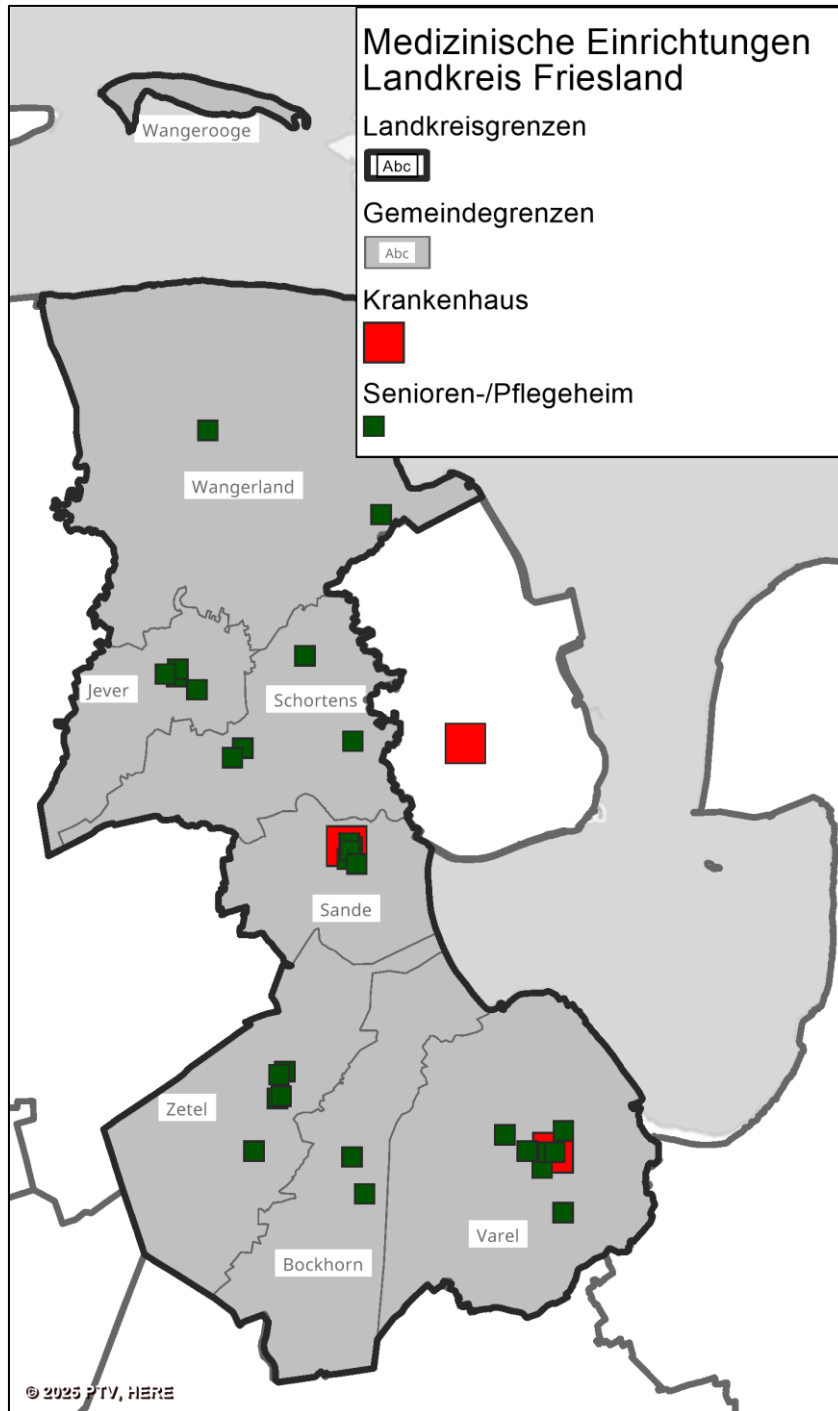 Medizinische Einrichtungen
Landkreis Friesland
Landkreisgrenzen
Abc
Gemeindegrenzen
Abc
Krankenhaus
Senioren-/Pflegeheim
Wangerooge
Wangerland
Jever
Schortens
Sande
Zetel
Varel
Bockhorn
© 2025 PTV, HERE